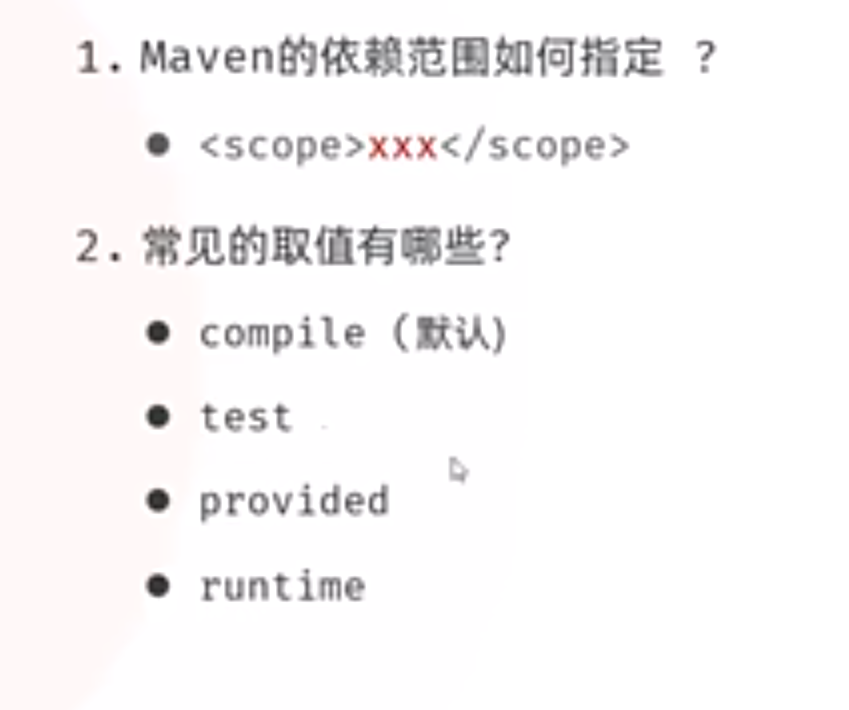 1. Maven的依赖范围如何指定 ?
● <scope>xxx</scope>
2. 常见的取值有哪些?
● compile (默认)
● test
● provided
● runtime